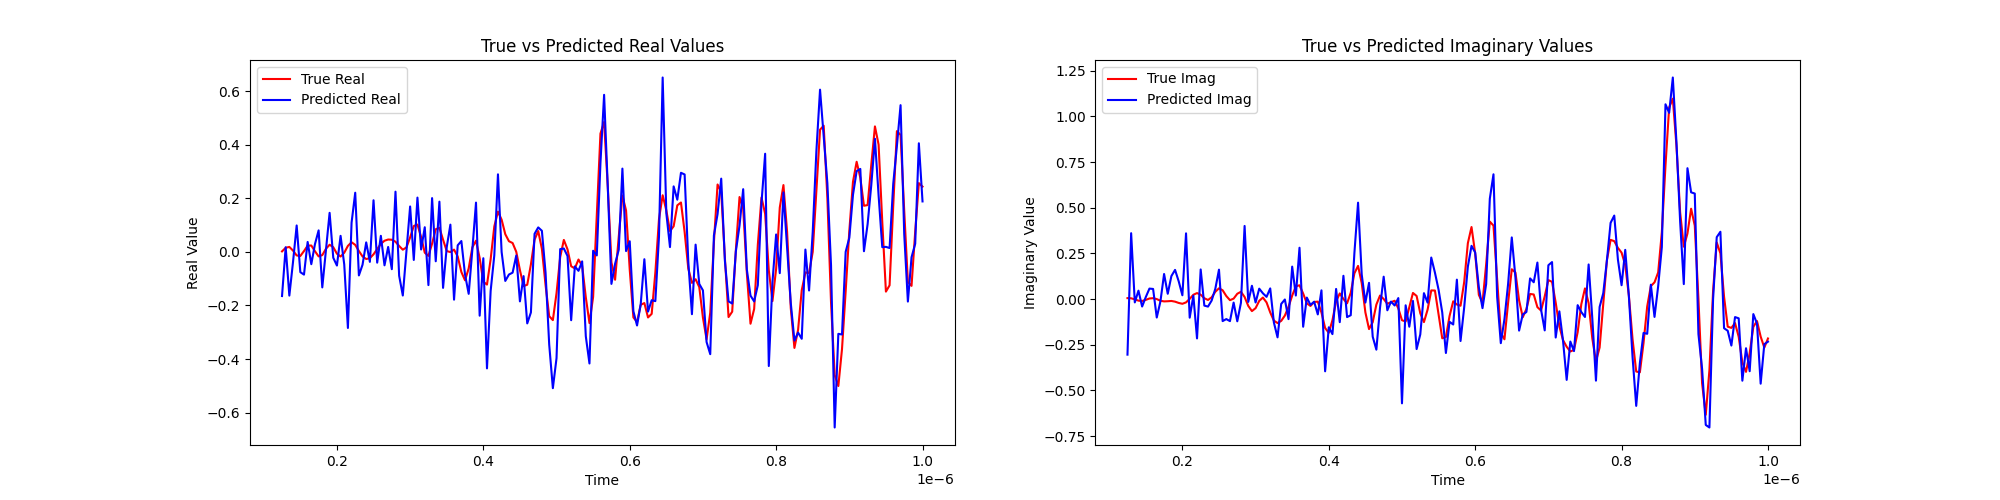 True vs Predicted Real Values
True Real
Predicted Real
Real Value
0.6
0.4
0.2
0.0
−0.2
−0.4
−0.6
0.2 0.4 0.6 0.8 1.0
1e−6
Time
True vs Predicted Imaginary Values
True Imag
Predicted Imag
Imaginary Value
1.25
1.00
0.75
0.50
0.25
0.00
−0.25
−0.50
−0.75
0.2 0.4 0.6 0.8 1.0
1e−6
Time